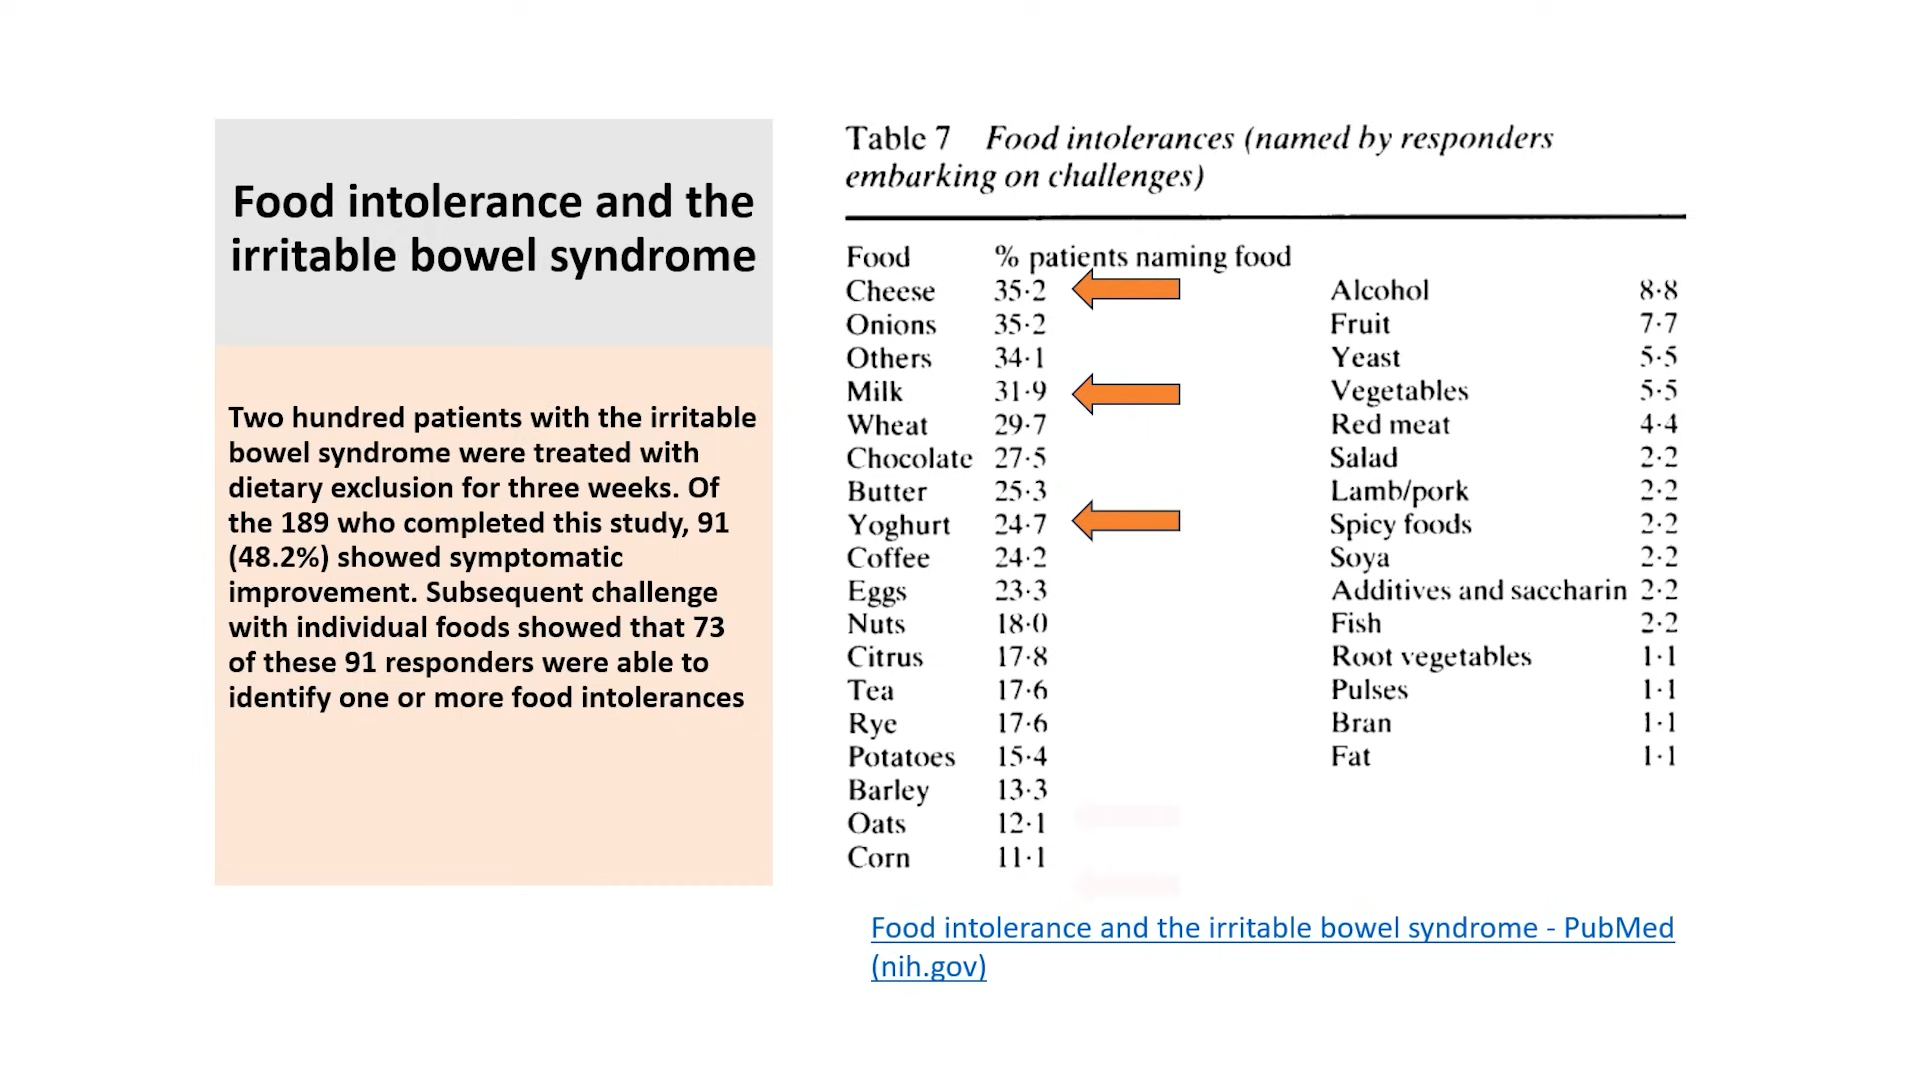 Food intolerance and the
irritable bowel syndrome
Two hundred patients with the irritable
bowel syndrome were treated with
dietary exclusion for three weeks. Of
the 189 who completed this study, 91
(48.2%) showed symptomatic
improvement. Subsequent challenge
with individual foods showed that 73
of these 91 responders were able to
identify one or more food intolerances
Table 7 Food intolerances (named by responders
embarking on challenges)
Food % patients naming food
Cheese 35·2
Onions 35·2
Others 34·1
Milk 31·9
Wheat 29·7
Chocolate 27·5
Butter 25·3
Yoghurt 24·7
Coffee 24·2
Eggs 23·3
Nuts 18·0
Citrus 17·8
Tea 17·6
Rye 17·6
Potatoes 15·4
Barley 13·3
Oats 12·1
Corn 11·1
Alcohol 8·8
Fruit 7·7
Yeast 5·5
Vegetables 5·5
Red meat 4·4
Salad 2·2
Lamb/pork 2·2
Spicy foods 2·2
Soya 2·2
Additives and saccharin 2·2
Fish 2·2
Root vegetables 1·1
Pulses 1·1
Bran 1·1
Fat 1·1
Food intolerance and the irritable bowel syndrome - PubMed
(nih.gov)